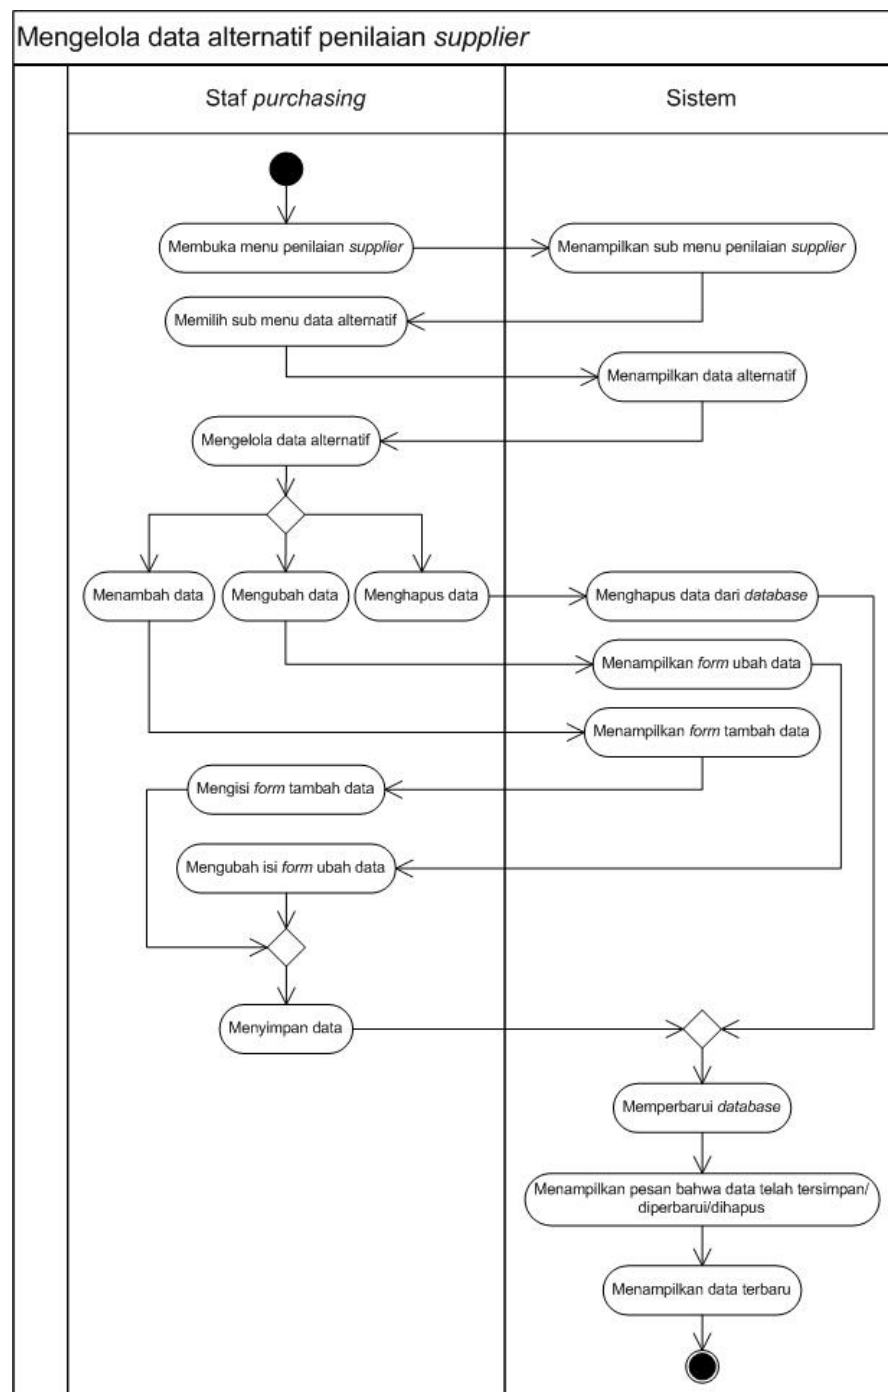 Mengelola data alternatif penilaian supplier
Staf purchasing
Sistem
Membuka menu penilaian supplier
Menampilkan sub menu penilaian supplier
Memilih sub menu data alternatif
Menampilkan data alternatif
Mengelola data alternatif
Menambah data
Mengubah data
Menghapus data
Menghapus data dari database
Menampilkan form ubah data
Menampilkan form tambah data
Mengisi form tambah data
Mengubah isi form ubah data
Menyimpan data
Memperbarui database
Menampilkan pesan bahwa data telah tersimpan/
diperbarui/dihapus
Menampilkan data terbaru